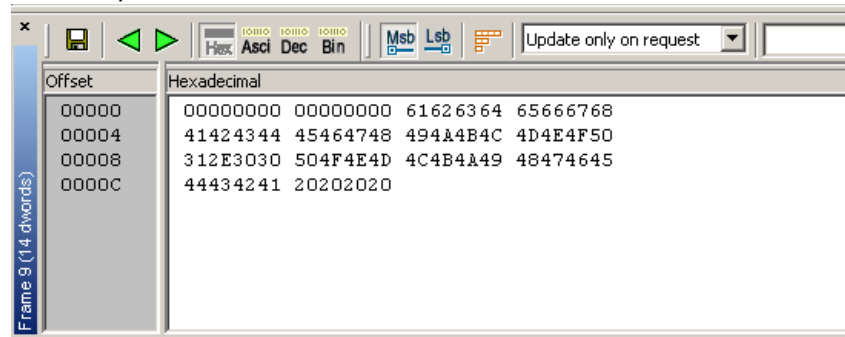 ×
Hex Asci Dec Bin Msb Lsb Update only on request
Offset Hexadecimal
00000 00000000 00000000 61626364 65666768
00004 41424344 45464748 494A4B4C 4D4E4F50
00008 312E3030 504F4E4D 4C4B4A49 48474645
0000C 44434241 20202020
Frame 9 (14 dwords)